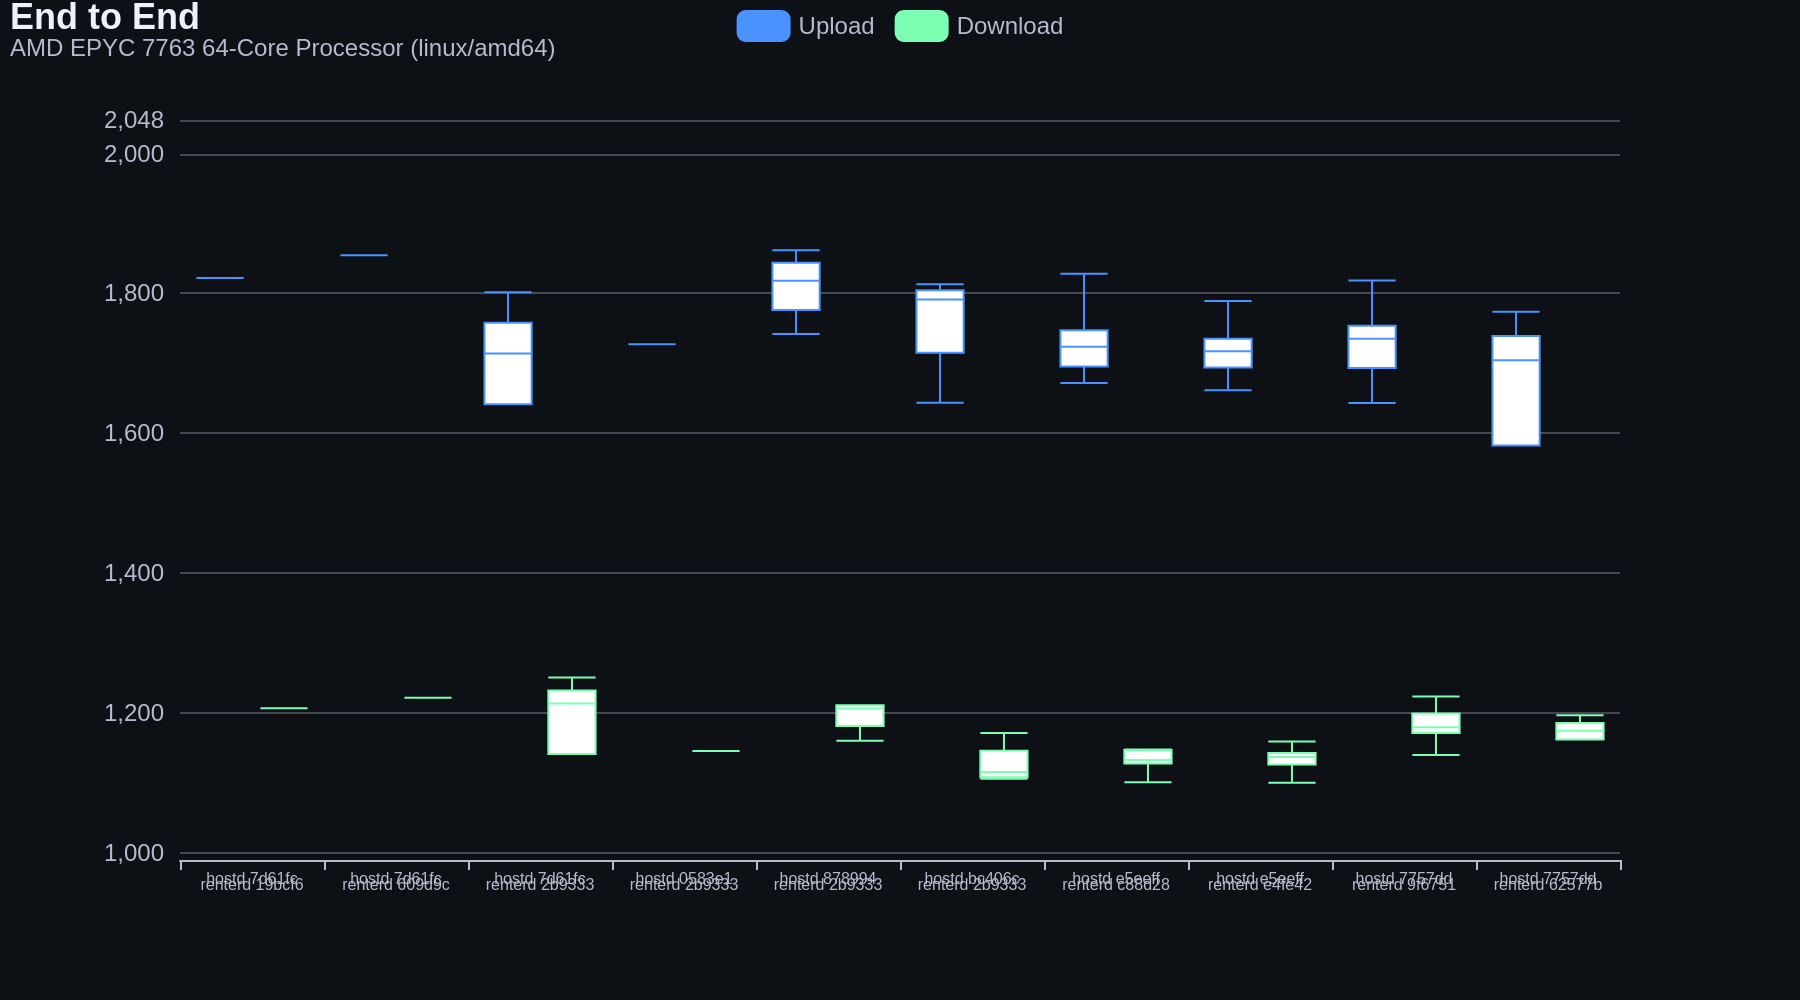 End to End
AMD EPYC 7763 64-Core Processor (linux/amd64)
Upload
Download
2,048
2,000
1,800
1,600
1,400
1,200
1,000
hostd 7d61fc
renterd 19bcf6
hostd 7d61fc
renterd 609d9c
hostd 7d61fc
renterd 2b9333
hostd 0583e1
renterd 2b9333
hostd 878994
renterd 2b9333
hostd bc406c
renterd 2b9333
hostd e5eeff
renterd c88d28
hostd e5eeff
renterd e4fe42
hostd 7757dd
renterd 9f6751
hostd 7757dd
renterd 62577b